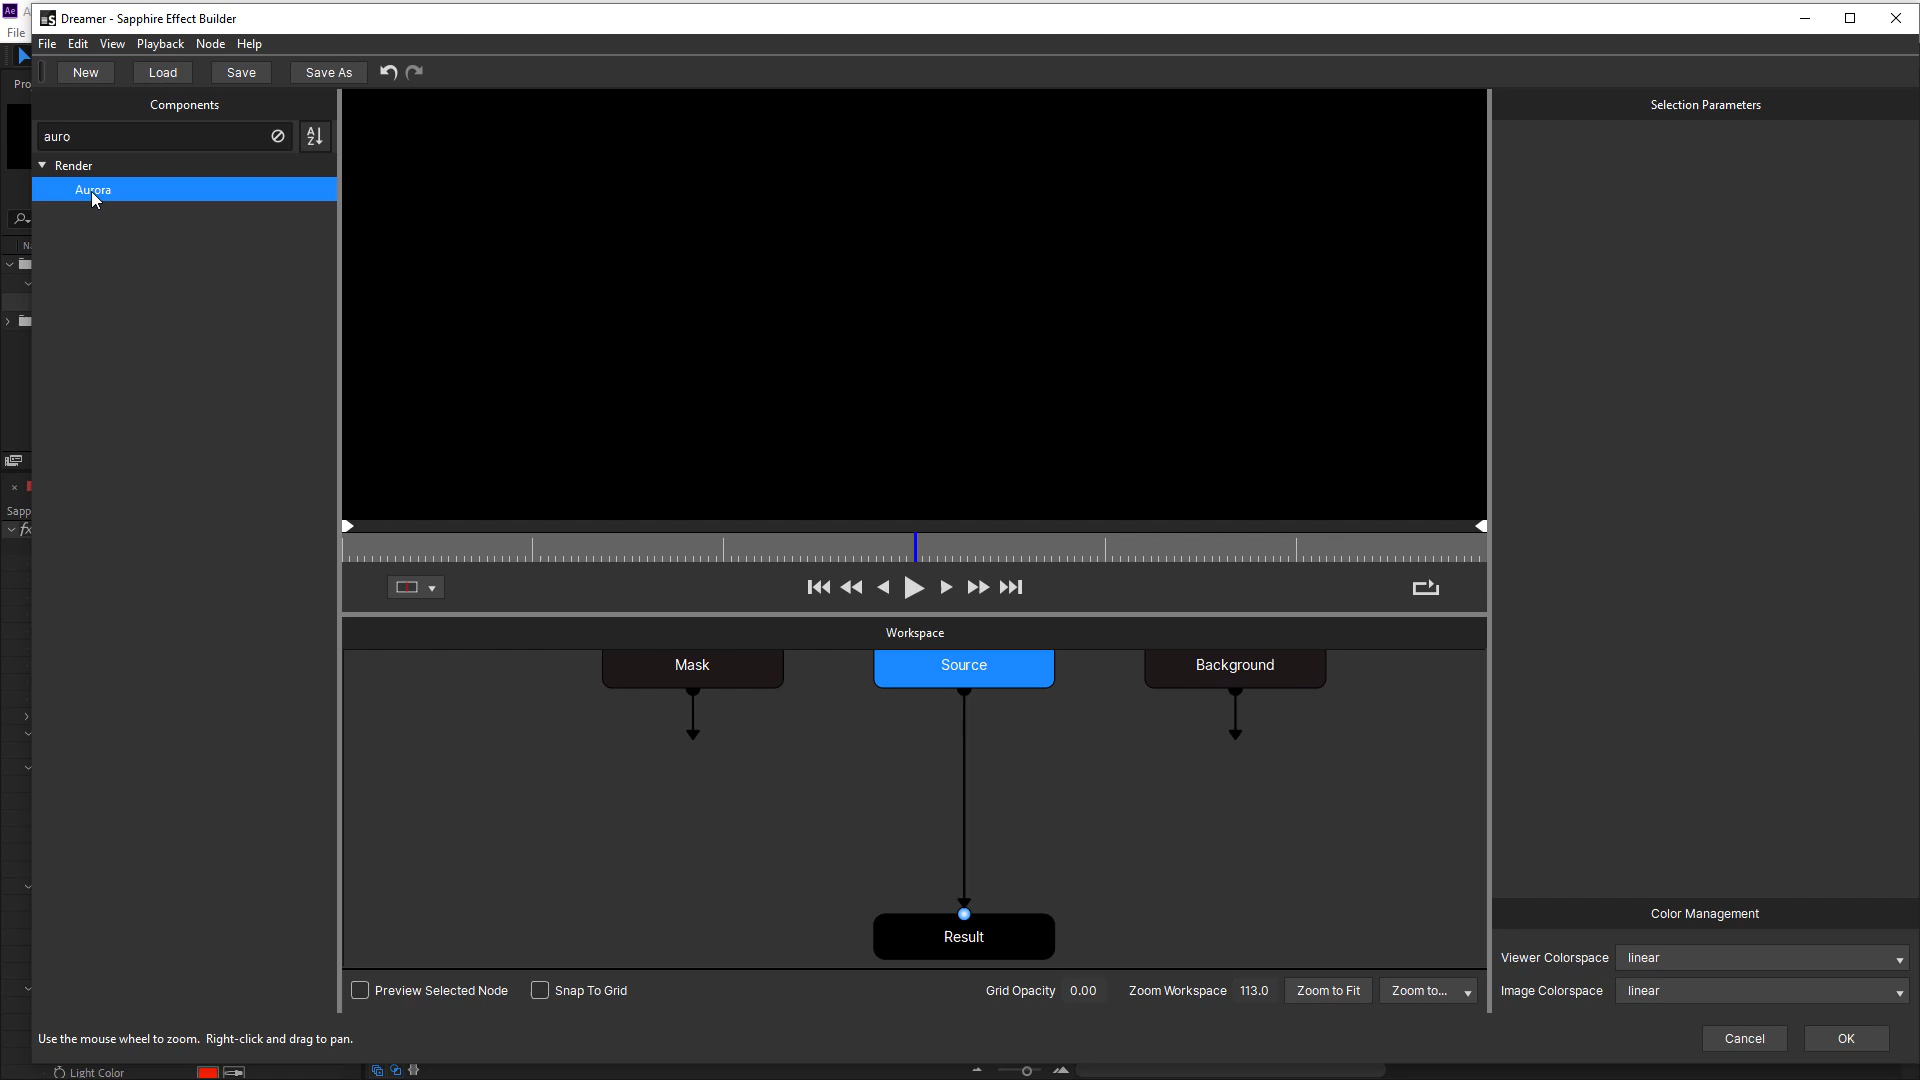 Ae
Dreamer - Sapphire Effect Builder
File
File Edit View Playback Node Help
New Load Save Save As
Components
Selection Parameters
auro
Render
Aurora
Workspace
Mask
Source
Background
Result
Preview Selected Node
Snap To Grid
Grid Opacity 0.00
Zoom Workspace 113.0
Zoom to Fit
Zoom to...
Color Management
Viewer Colorspace linear
Image Colorspace linear
Use the mouse wheel to zoom. Right-click and drag to pan.
Cancel
OK
Light Color